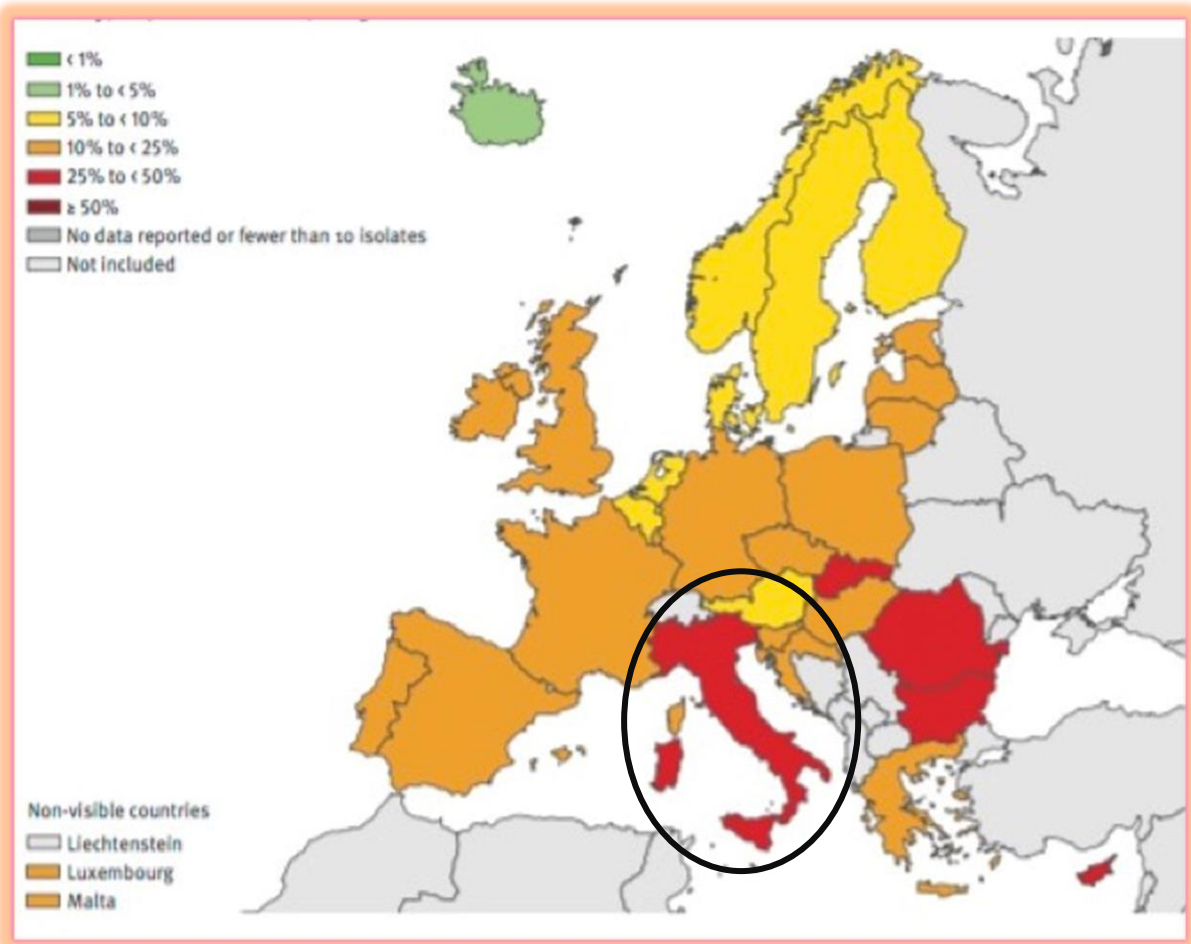 < 1%
1% to < 5%
5% to < 10%
10% to < 25%
25% to < 50%
≥ 50%
No data reported or fewer than 10 isolates
Not included
Non-visible countries
Liechtenstein
Luxembourg
Malta